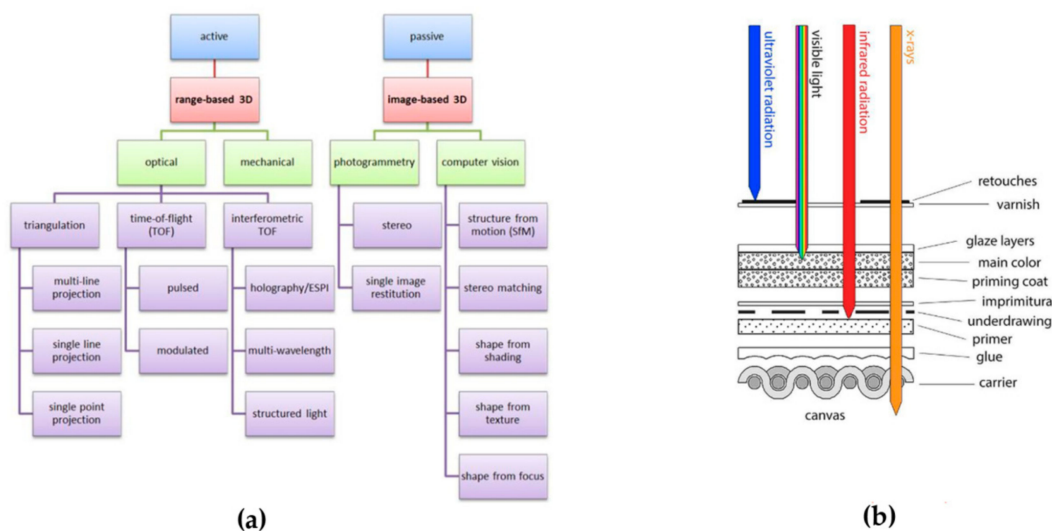 active
passive
range-based 3D
image-based 3D
optical
mechanical
photogrammetry
computer vision
triangulation
time-of-flight
(TOF)
interferometric
TOF
stereo
structure from
motion (SfM)
multi-line
projection
pulsed
holography/ESPI
single image
restitution
stereo matching
single line
projection
modulated
multi-wavelength
shape from
shading
single point
projection
structured light
shape from
texture
shape from focus
(a)
ultraviolet radiation
visible light
infrared radiation
x-rays
retouches
varnish
glaze layers
main color
priming coat
imprimitura
underdrawing
primer
glue
carrier
canvas
(b)